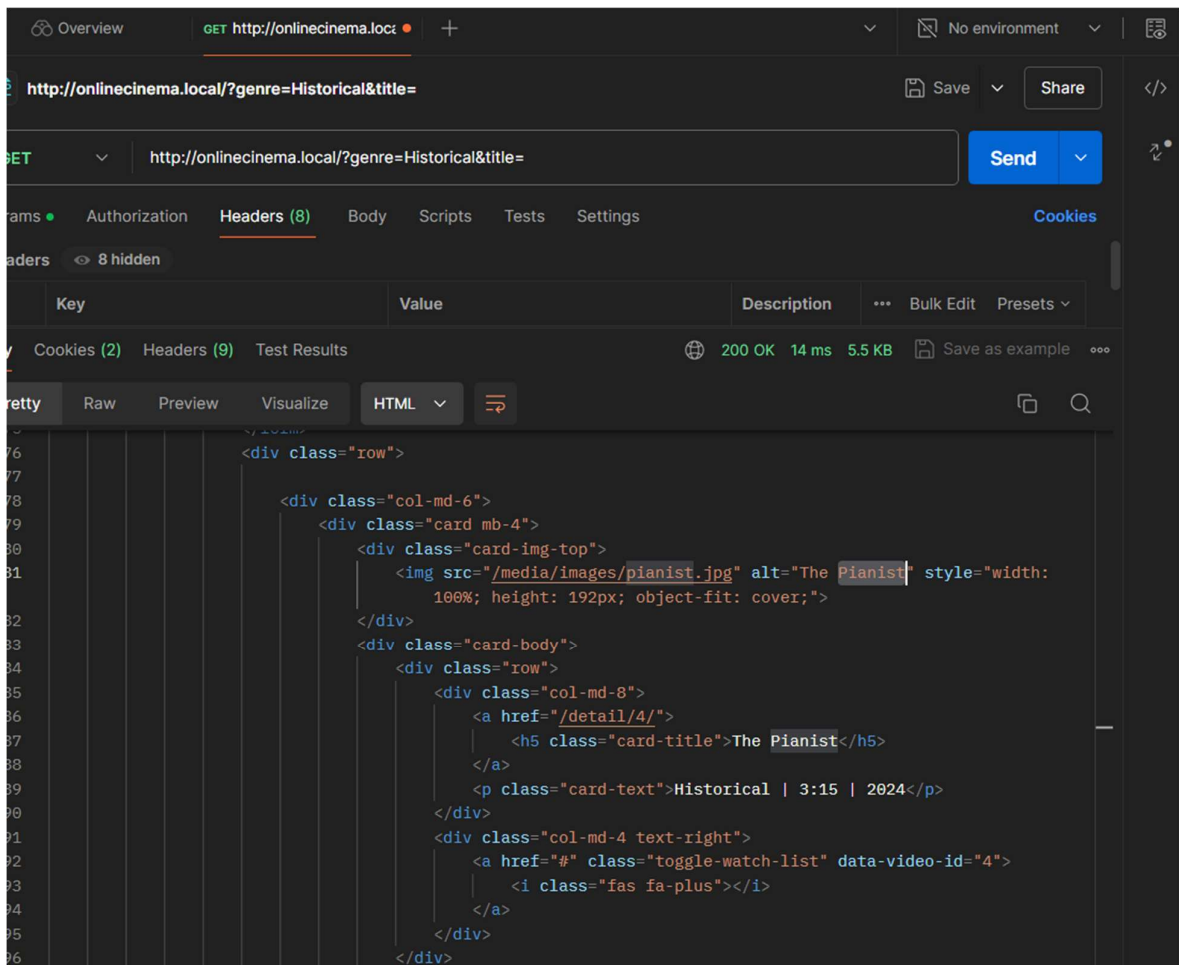 Overview GET http://onlinecinema.loca No environment
http://onlinecinema.local/?genre=Historical&title= Save Share </>
GET http://onlinecinema.local/?genre=Historical&title= Send
rams Authorization Headers (8) Body Scripts Tests Settings Cookies
aders 8 hidden
Key Value Description Bulk Edit Presets
y Cookies (2) Headers (9) Test Results 200 OK 14 ms 5.5 KB Save as example
retty Raw Preview Visualize HTML
76 <div class="row">
77
78 <div class="col-md-6">
79 <div class="card mb-4">
80 <div class="card-img-top">
81 <img src="/media/images/pianist.jpg" alt="The Pianist" style="width:
100%; height: 192px; object-fit: cover;">
82 </div>
83 <div class="card-body">
84 <div class="row">
85 <div class="col-md-8">
86 <a href="/detail/4/">
87 <h5 class="card-title">The Pianist</h5>
88 </a>
89 <p class="card-text">Historical | 3:15 | 2024</p>
90 </div>
91 <div class="col-md-4 text-right">
92 <a href="#" class="toggle-watch-list" data-video-id="4">
93 <i class="fas fa-plus"></i>
94 </a>
95 </div>
96 </div>